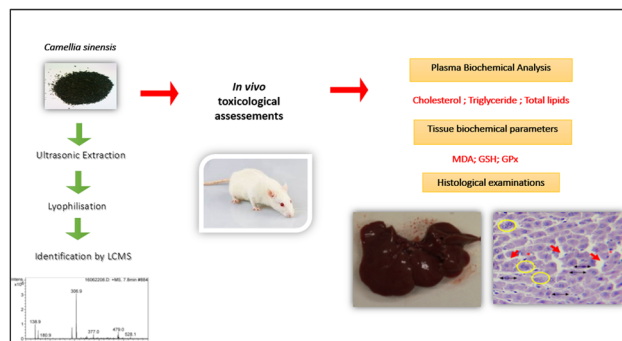 Camellia sinensis
Ultrasonic Extraction
Lyophilisation
Identification by LCMS
In vivo
toxicological
assessements
Plasma Biochemical Analysis
Cholesterol ; Triglyceride ; Total lipids
Tissue biochemical parameters
MDA; GSH; GPx
Histological examinations